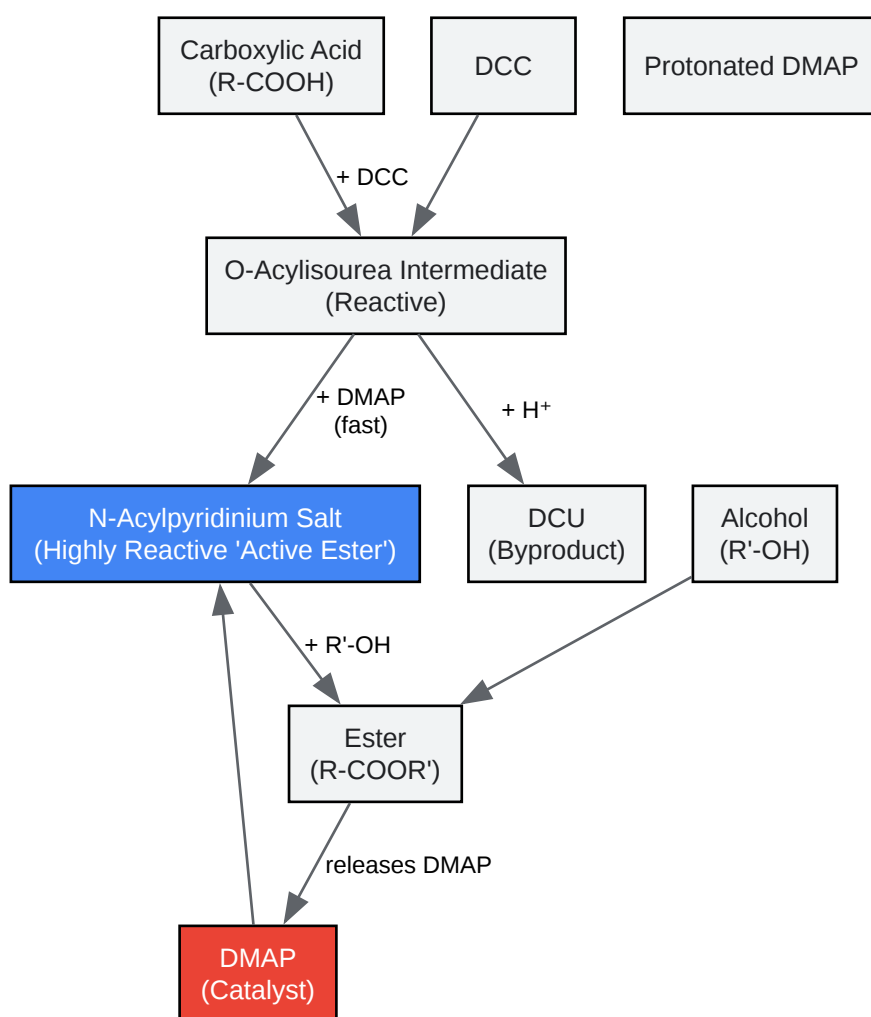 Carboxylic Acid
(R-COOH)
DCC
Protonated DMAP
+ DCC
O-Acylisourea Intermediate
(Reactive)
+ DMAP
(fast)
+ H⁺
N-Acylpyridinium Salt
(Highly Reactive 'Active Ester')
DCU
(Byproduct)
Alcohol
(R'-OH)
+ R'-OH
Ester
(R-COOR')
releases DMAP
DMAP
(Catalyst)